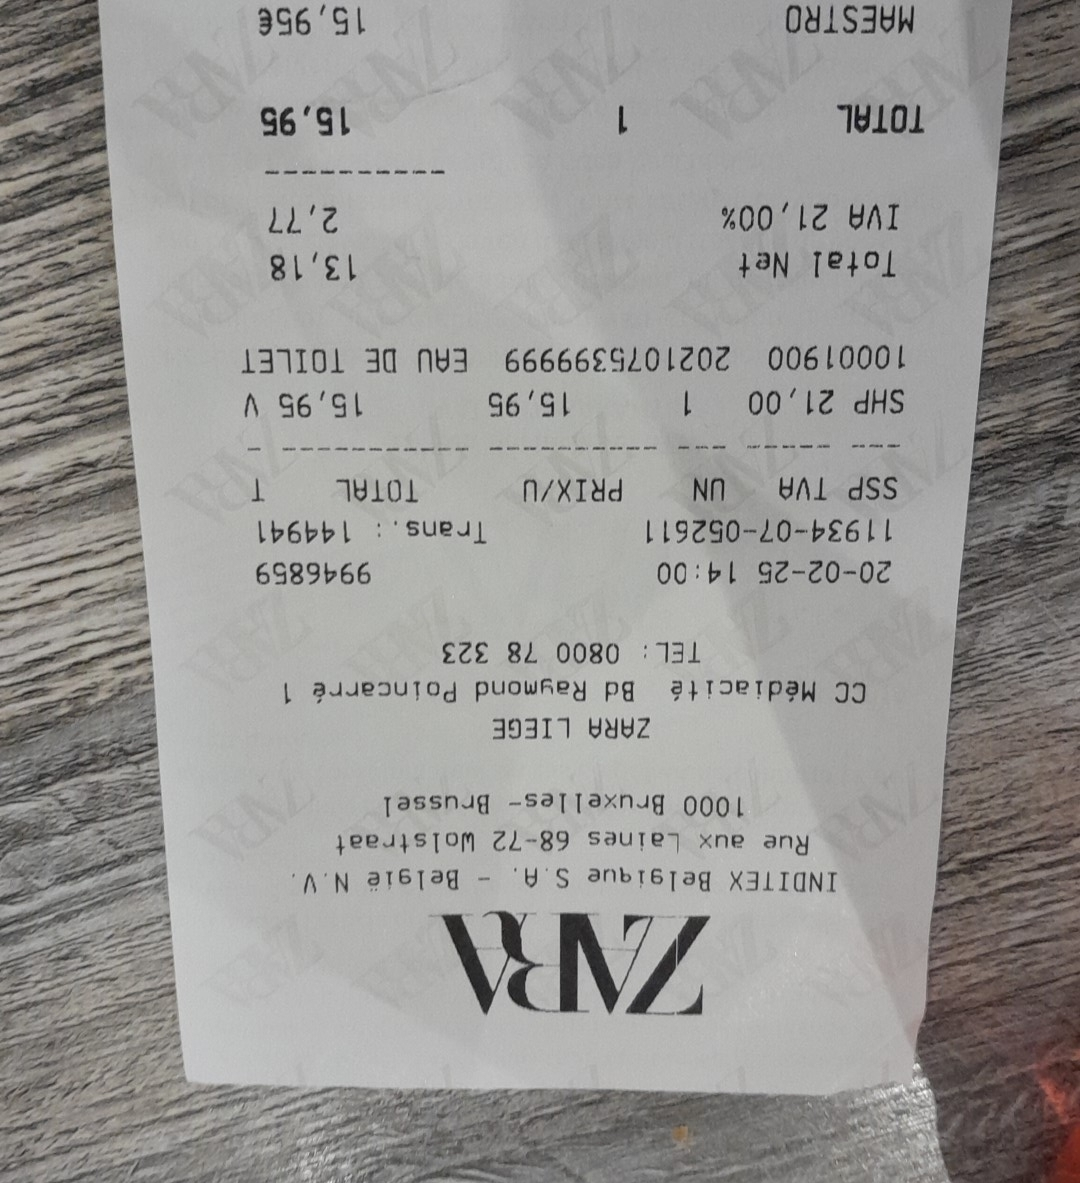 ZARA
INDITEX Belgique S.A. - België N.V.
Rue aux Laines 68-72 Wolstraat
1000 Bruxelles- Brussel
ZARA LIEGE
CC Médiacité Bd Raymond Poincarré 1
TEL: 0800 78 323
20-02-25 14:00 9946859
11934-07-052611 Trans.: 144941
SSP TVA UN PRIX/U TOTAL T
--- ----- --- ---------- ----------- -
SHP 21,00 1 15,95 15,95 V
10001900 20210753999999 EAU DE TOILET
Total Net 13,18
IVA 21,00% 2,77
-----------
TOTAL 1 15,95
MAESTRO 15,95€